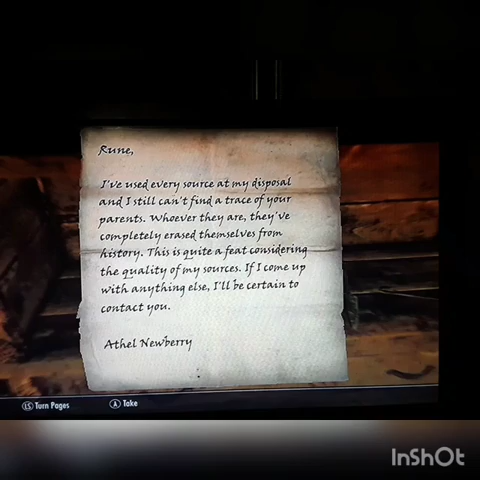 Rune,
I've used every source at my disposal
and I still can't find a trace of your
parents. Whoever they are, they've
completely erased themselves from
history. This is quite a feat considering
the quality of my sources. If I come up
with anything else, I'll be certain to
contact you.
Athel Newberry
LS Turn Pages
A Take
InShOt